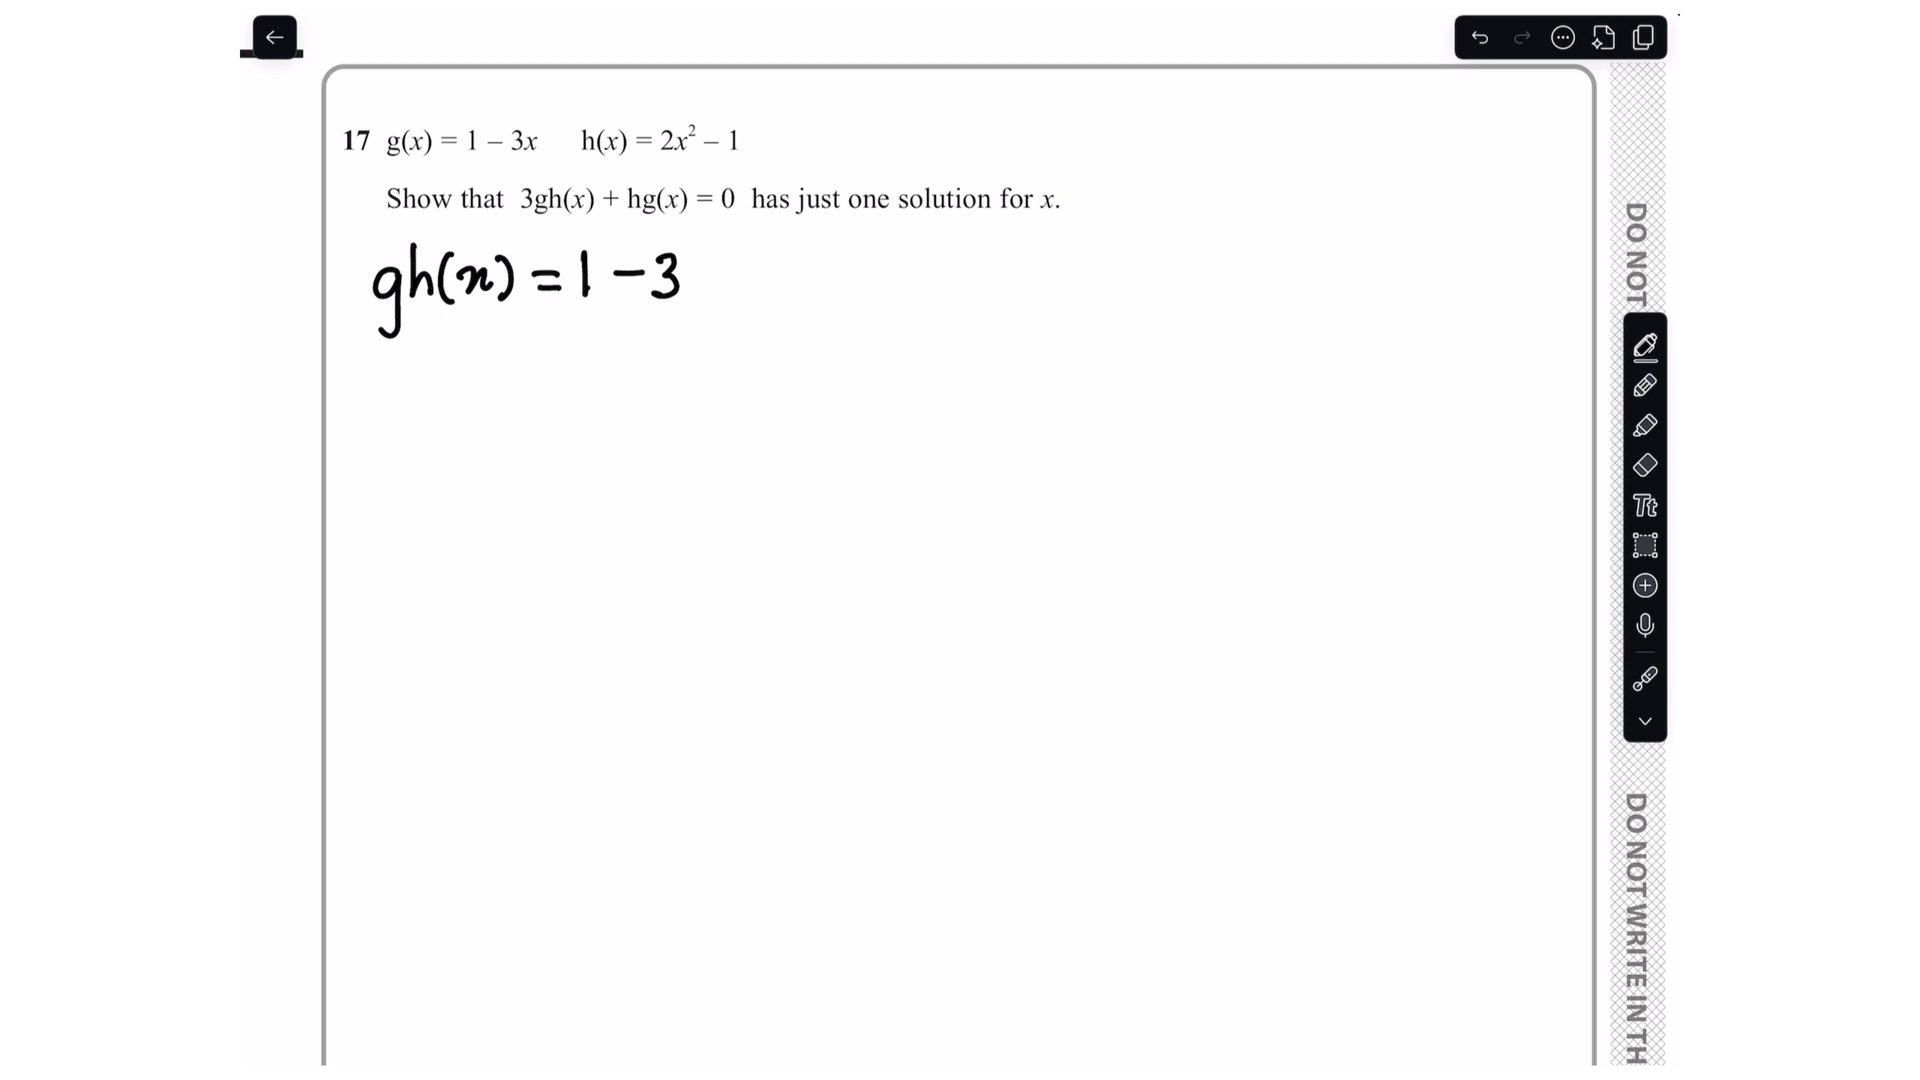 17 g(x) = 1 – 3x h(x) = 2x² – 1
Show that 3gh(x) + hg(x) = 0 has just one solution for x.
gh(x) = 1 – 3
DO NOT
Tt
DO NOT WRITE IN TH